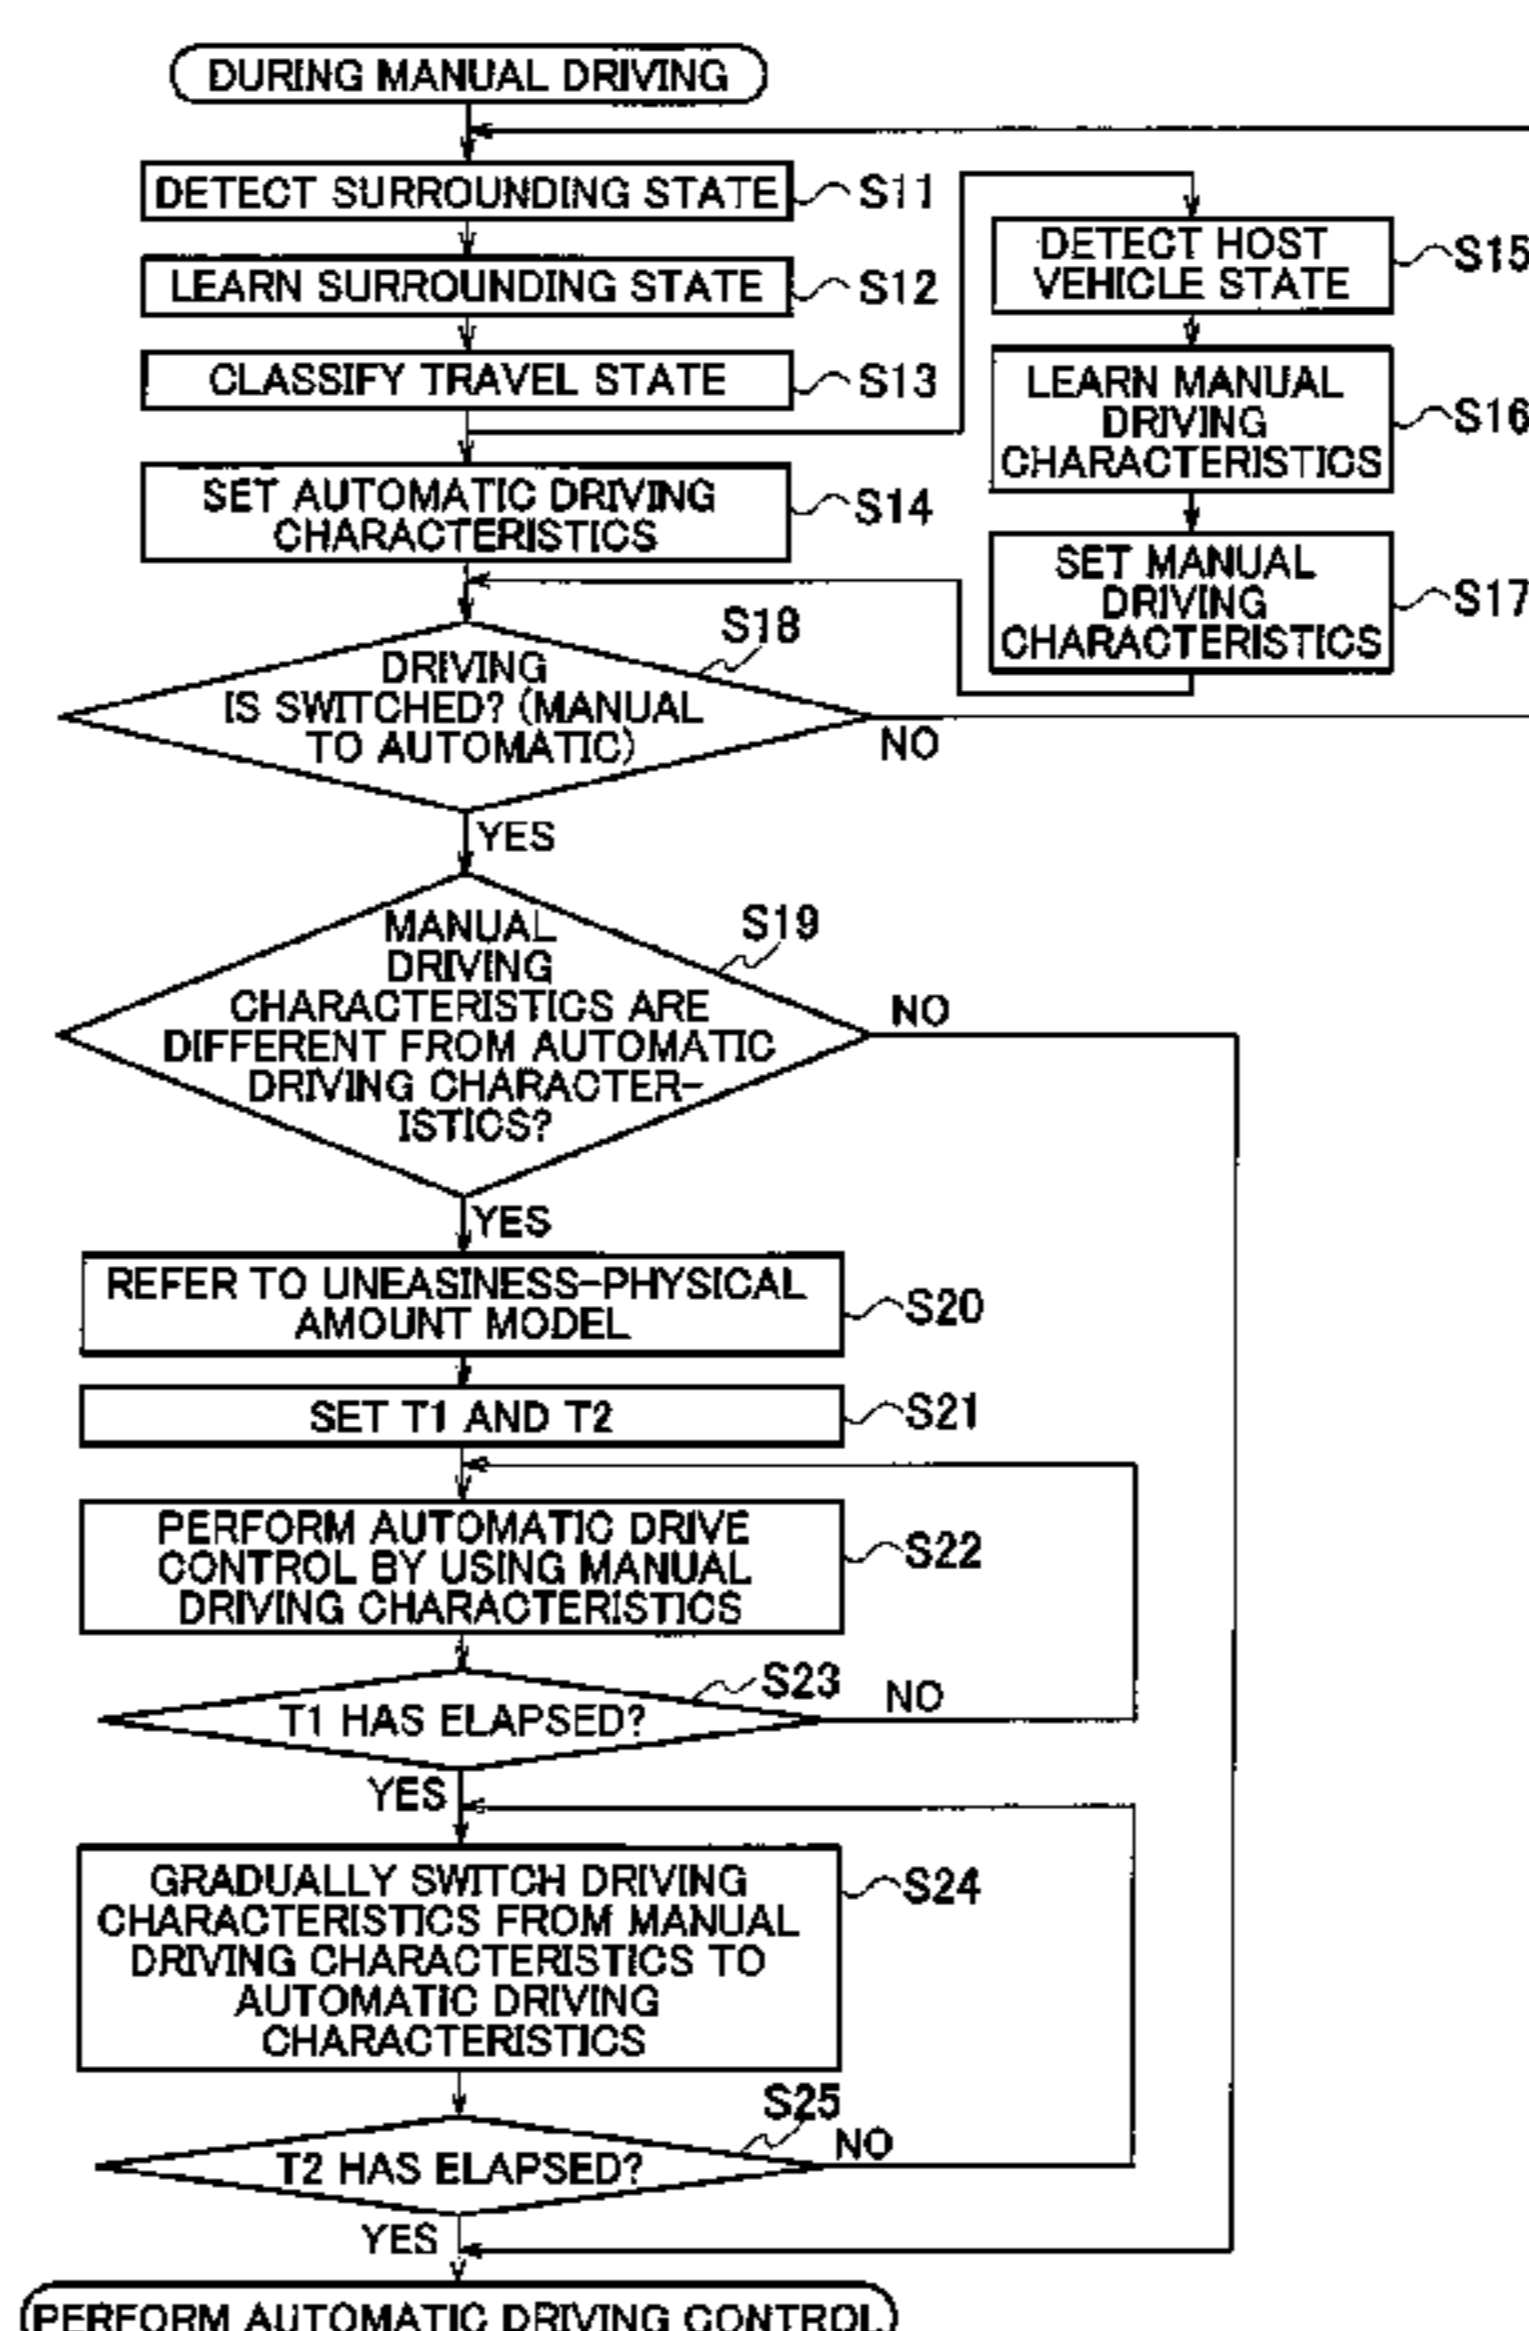 DURING MANUAL DRIVING
DETECT SURROUNDING STATE
S11
LEARN SURROUNDING STATE
S12
CLASSIFY TRAVEL STATE
S13
SET AUTOMATIC DRIVING
CHARACTERISTICS
S14
DETECT HOST
VEHICLE STATE
S15
LEARN MANUAL
DRIVING
CHARACTERISTICS
S16
SET MANUAL
DRIVING
CHARACTERISTICS
S17
S18
DRIVING
IS SWITCHED? (MANUAL
TO AUTOMATIC)
NO
YES
S19
MANUAL
DRIVING
CHARACTERISTICS ARE
DIFFERENT FROM AUTOMATIC
DRIVING CHARACTER-
ISTICS?
NO
YES
REFER TO UNEASINESS-PHYSICAL
AMOUNT MODEL
S20
SET T1 AND T2
S21
PERFORM AUTOMATIC DRIVE
CONTROL BY USING MANUAL
DRIVING CHARACTERISTICS
S22
S23
T1 HAS ELAPSED?
NO
YES
GRADUALLY SWITCH DRIVING
CHARACTERISTICS FROM MANUAL
DRIVING CHARACTERISTICS TO
AUTOMATIC DRIVING
CHARACTERISTICS
S24
S25
T2 HAS ELAPSED?
NO
YES
PERFORM AUTOMATIC DRIVING CONTROL